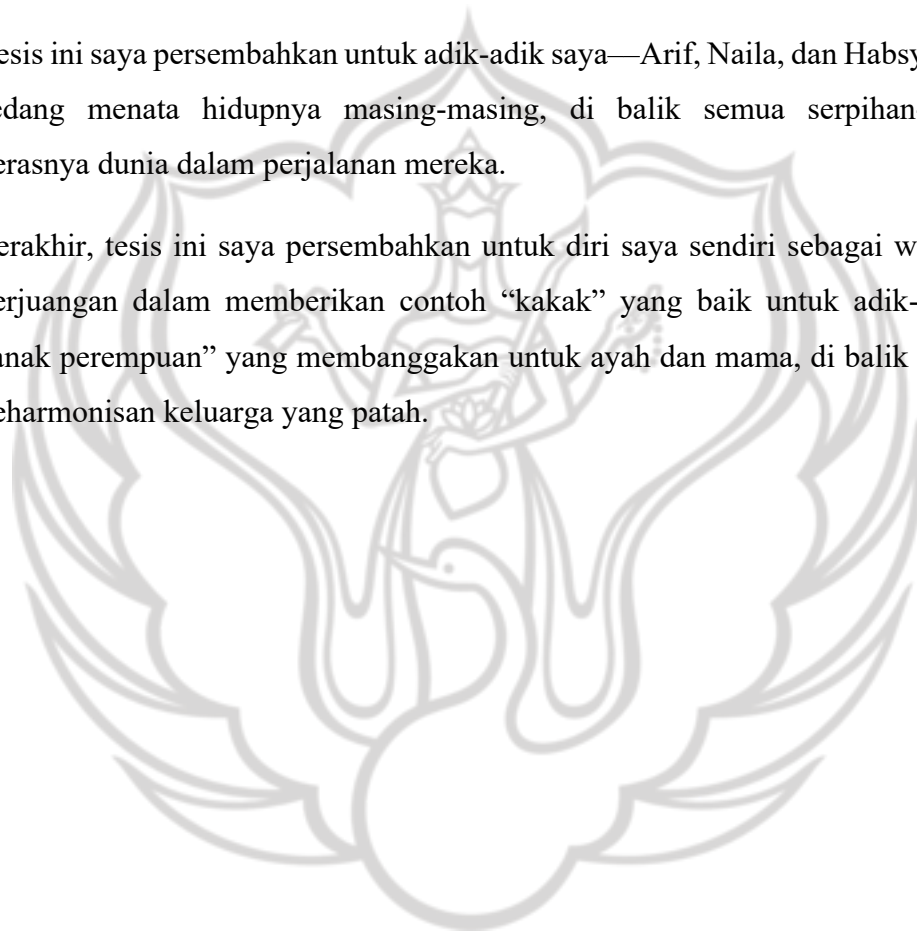 esis ini saya persembahkan untuk adik-adik saya—Arif, Naila, dan Habsy
edang menata hidupnya masing-masing, di balik semua serpihan
erasnya dunia dalam perjalanan mereka.
erakhir, tesis ini saya persembahkan untuk diri saya sendiri sebagai w
erjuangan dalam memberikan contoh “kakak” yang baik untuk adik-
anak perempuan” yang membanggakan untuk ayah dan mama, di balik
eharmonisan keluarga yang patah.